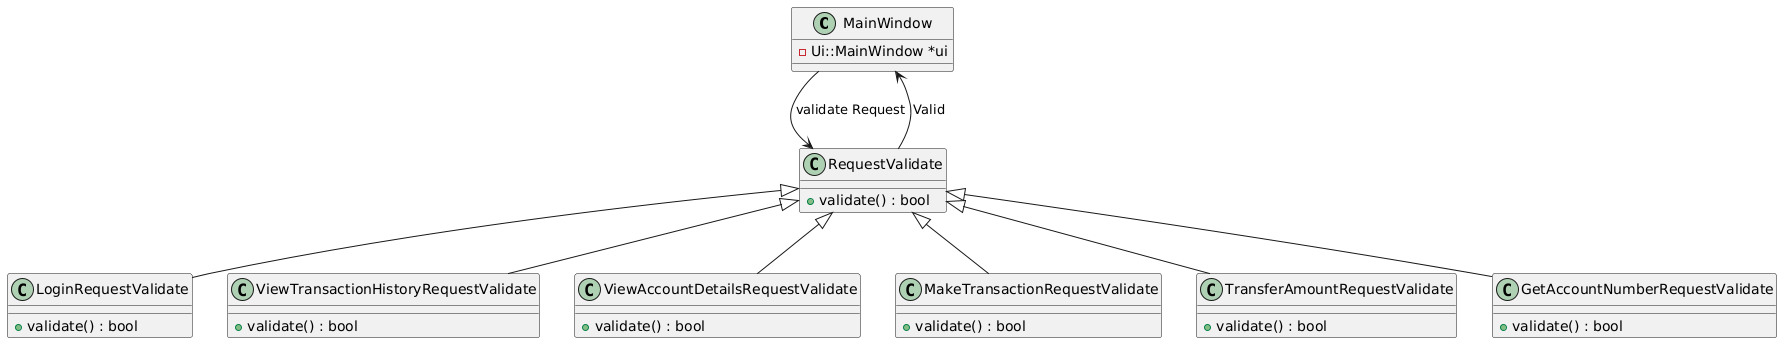 C MainWindow
Ui::MainWindow *ui
validate Request
Valid
C RequestValidate
validate() : bool
C LoginRequestValidate
validate() : bool
C ViewTransactionHistoryRequestValidate
validate() : bool
C ViewAccountDetailsRequestValidate
validate() : bool
C MakeTransactionRequestValidate
validate() : bool
C TransferAmountRequestValidate
validate() : bool
C GetAccountNumberRequestValidate
validate() : bool